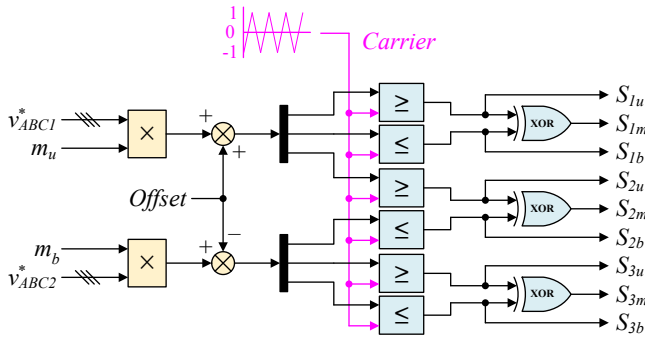 1
0
-1
Carrier
v*ABC1
×
+
+
≥
XOR
S1u
S1m
S1b
mu
≤
Offset
≥
XOR
S2u
S2m
S2b
−
≤
mb
×
+
v*ABC2
≥
XOR
S3u
S3m
S3b
≤